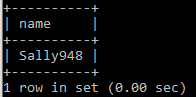 +----------+
| name     |
+----------+
| Sally948 |
+----------+
1 row in set (0.00 sec)